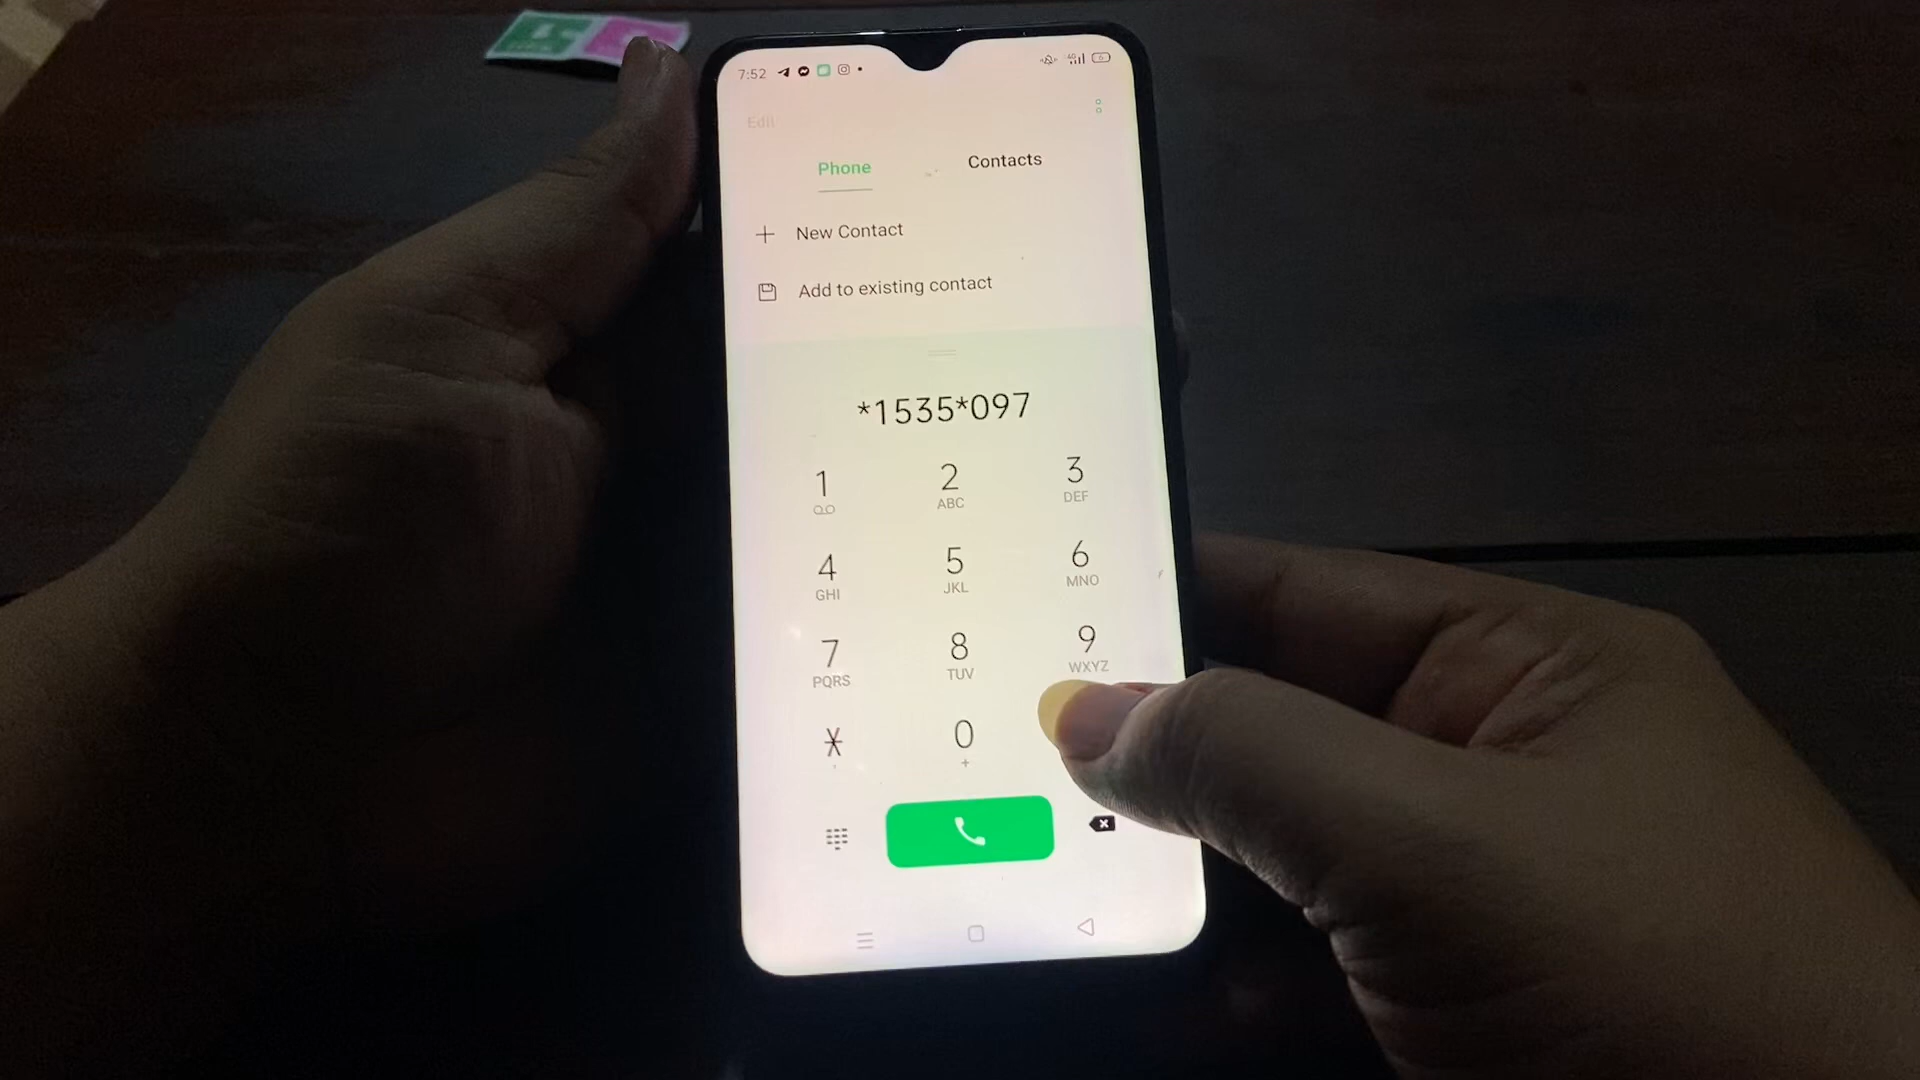 7:52
Edit
Phone Contacts
New Contact
Add to existing contact
*1535*097
1 2 3
ABC DEF
4 5 6
GHI JKL MNO
7 8 9
PQRS TUV WXYZ
* 0
, +